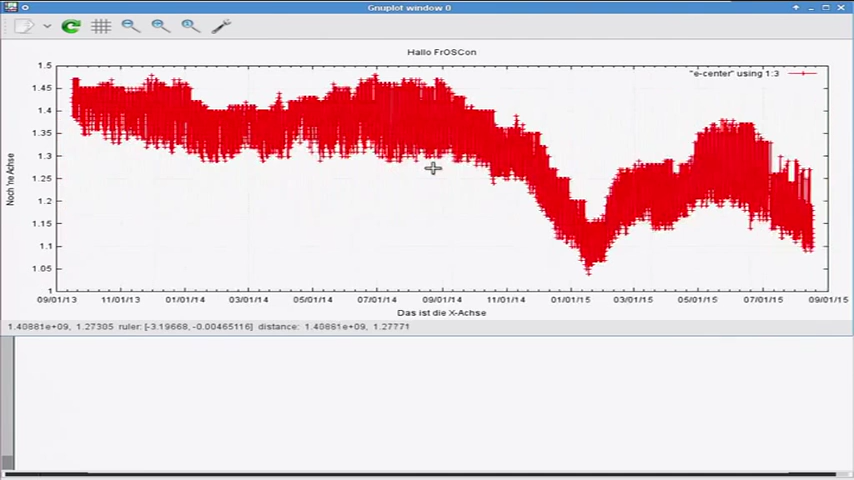 Gnuplot window 0
Hallo FrOSCon
"e-center" using 1:3
1.5
1.45
1.4
1.35
1.3
1.25
1.2
1.15
1.1
1.05
1
Noch 'ne Achse
09/01/13 11/01/13 01/01/14 03/01/14 05/01/14 07/01/14 09/01/14 11/01/14 01/01/15 03/01/15 05/01/15 07/01/15 09/01/15
Das ist die X-Achse
1.40881e+09, 1.27305 ruler: [-3.19668, -0.00465116] distance: 1.40881e+09, 1.27771